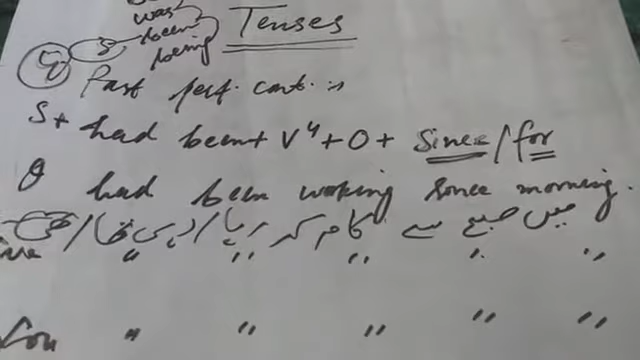 was
been
being
Tenses
Past perf. cont. :-
S+ had been+ V4+O+ Since/for
I had been working since morning.
میں صبح سے کام کر رہا/رہی تھا/تھی
" " " " "
You " " " " "